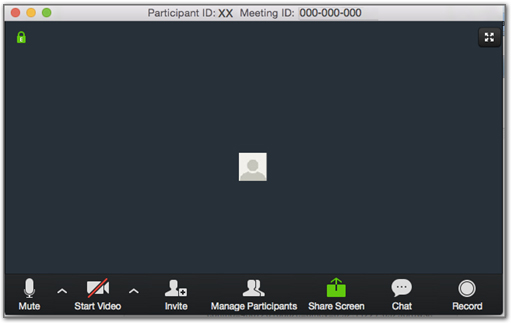 Participant ID: XX Meeting ID: 000-000-000
Mute Start Video Invite Manage Participants Share Screen Chat Record